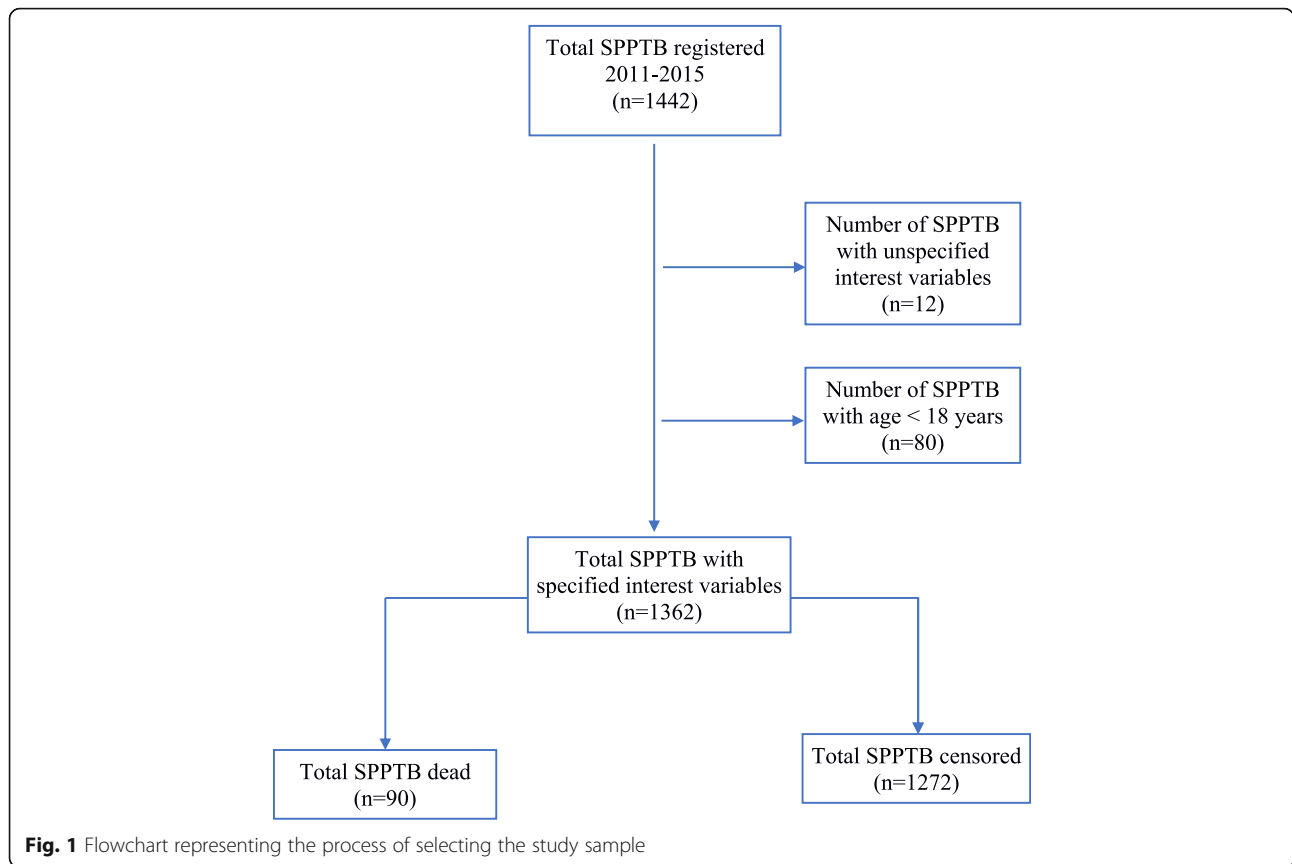 Total SPPTB registered
2011-2015
(n=1442)
Number of SPPTB
with unspecified
interest variables
(n=12)
Number of SPPTB
with age < 18 years
(n=80)
Total SPPTB with
specified interest variables
(n=1362)
Total SPPTB dead
(n=90)
Total SPPTB censored
(n=1272)
Fig. 1 Flowchart representing the process of selecting the study sample